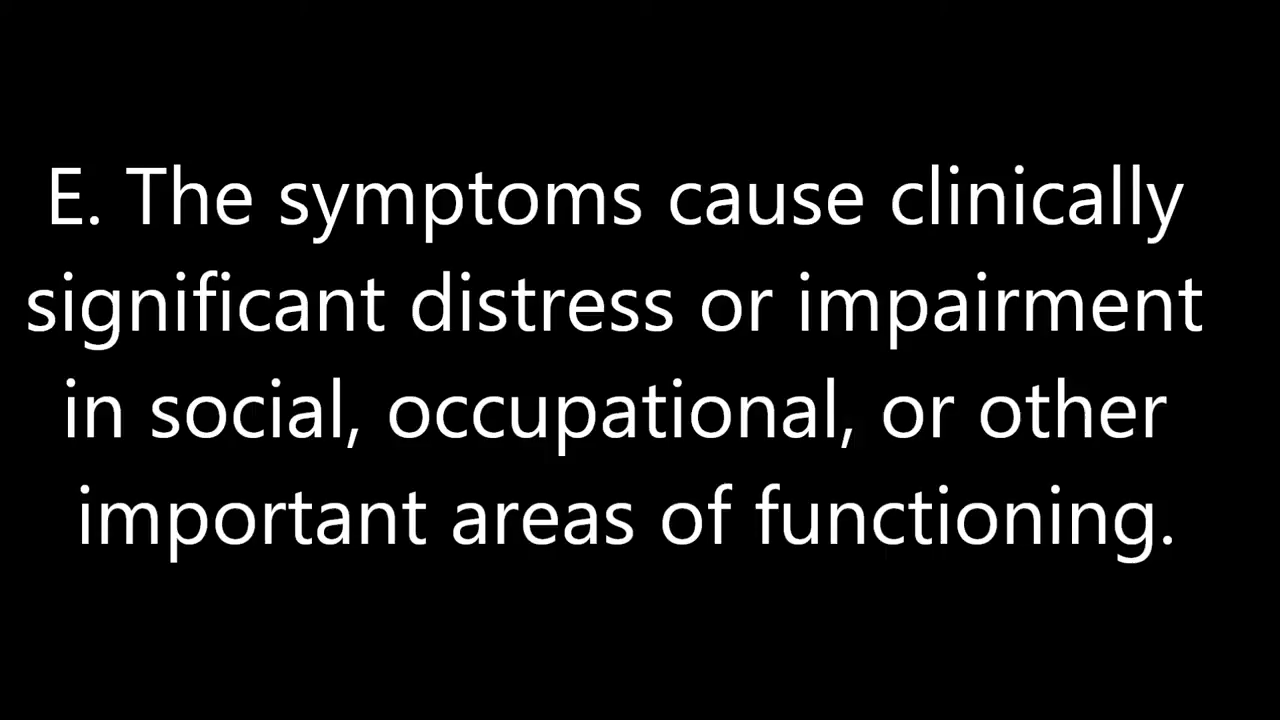 E. The symptoms cause clinically
significant distress or impairment
in social, occupational, or other
important areas of functioning.